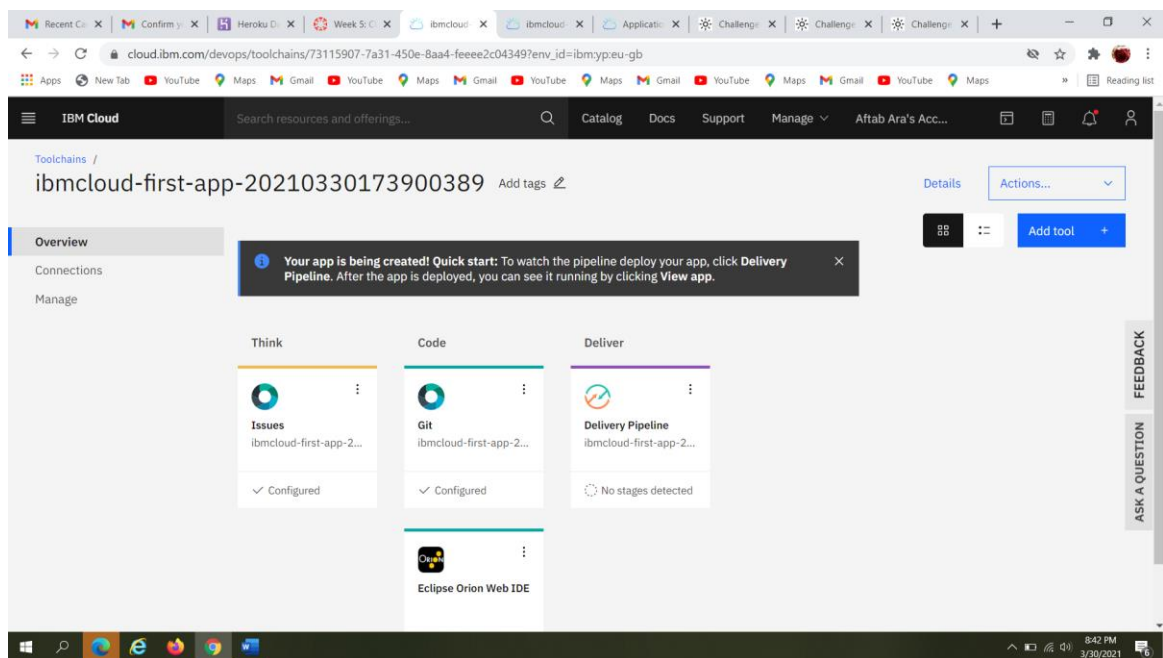 Recent Ca
Confirm y
Heroku D
Week 5: C
ibmcloud-
ibmcloud-
Applicatio
Challenge
Challenge
Challenge
cloud.ibm.com/devops/toolchains/73115907-7a31-450e-8aa4-feeee2c04349?env_id=ibm:yp:eu-gb
Apps New Tab YouTube Maps Gmail YouTube Maps Gmail YouTube Maps Gmail YouTube Maps Gmail YouTube Maps » Reading list
IBM Cloud Search resources and offerings... Catalog Docs Support Manage Aftab Ara's Acc...
Toolchains /
ibmcloud-first-app-20210330173900389 Add tags Details Actions...
Add tool +
Overview
Connections
Manage
Your app is being created! Quick start: To watch the pipeline deploy your app, click Delivery
Pipeline. After the app is deployed, you can see it running by clicking View app.
Think Code Deliver
Issues
ibmcloud-first-app-2...
Configured
Git
ibmcloud-first-app-2...
Configured
Delivery Pipeline
ibmcloud-first-app-2...
No stages detected
ORION
Eclipse Orion Web IDE
FEEDBACK
ASK A QUESTION
8:42 PM
3/30/2021
6